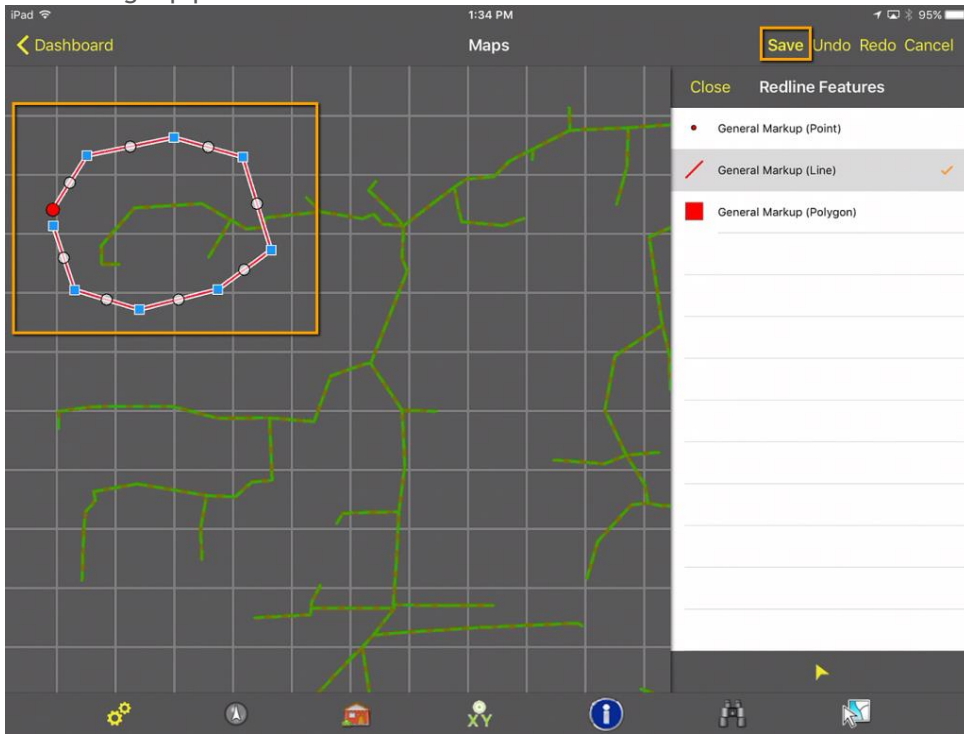 iPad 1:34 PM 95%
Dashboard Maps Save Undo Redo Cancel
Close Redline Features
General Markup (Point)
General Markup (Line)
General Markup (Polygon)
XY